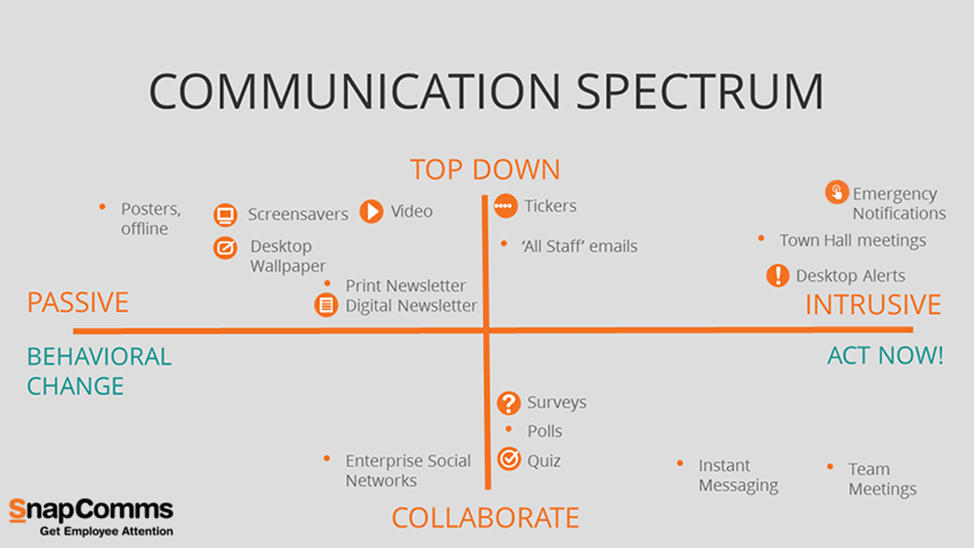 COMMUNICATION SPECTRUM
TOP DOWN
Posters,
offline
Screensavers
Desktop
Wallpaper
Video
Print Newsletter
Digital Newsletter
Tickers
‘All Staff’ emails
Emergency
Notifications
Town Hall meetings
Desktop Alerts
PASSIVE
INTRUSIVE
BEHAVIORAL
CHANGE
ACT NOW!
Surveys
Polls
Quiz
Enterprise Social
Networks
Instant
Messaging
Team
Meetings
COLLABORATE
SnapComms
Get Employee Attention